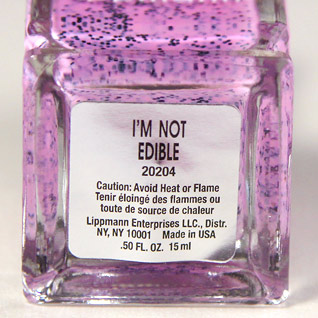 I'M NOT
EDIBLE
20204
Caution: Avoid Heat or Flame
Tenir éloingé des flammes ou
toute de source de chaleur
Lippmann Enterprises LLC., Distr.
NY, NY 10001 Made in USA
.50 FL. OZ. 15 ml